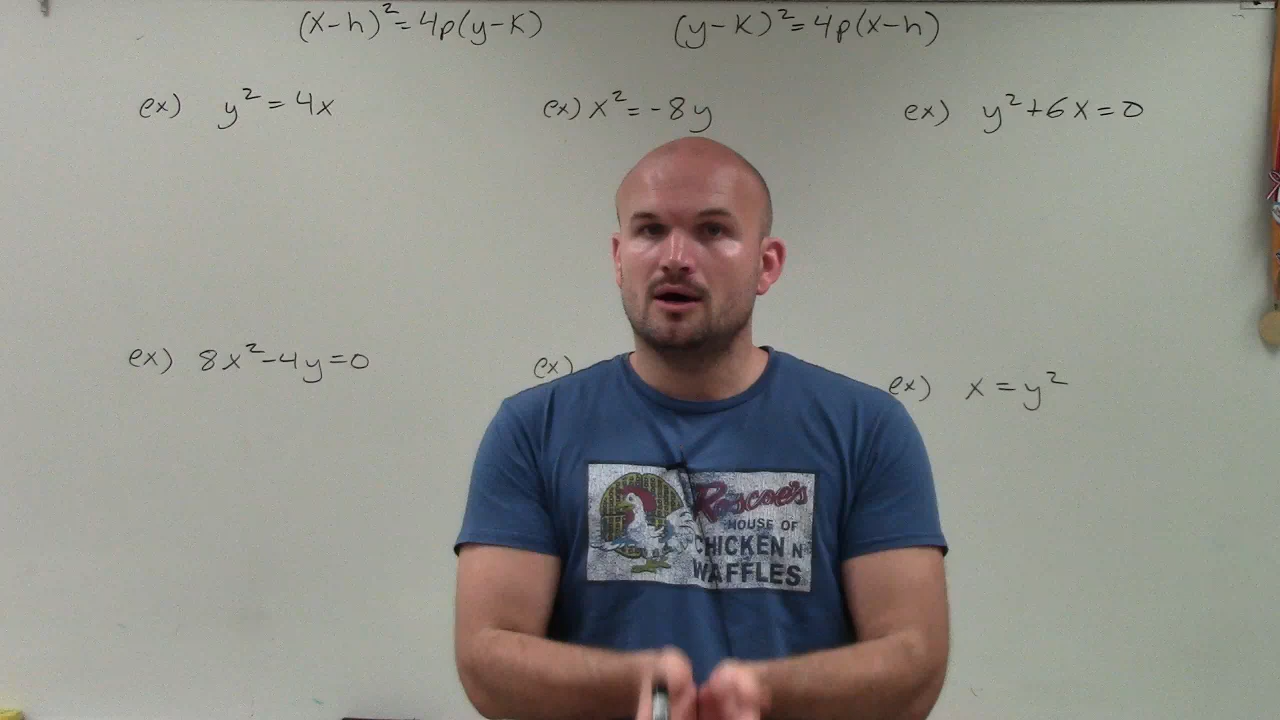 (x-h)²=4p(y-k) (y-k)²=4p(x-h)
ex) y²=4x ex) x²=-8y ex) y²+6x=0
ex) 8x²-4y=0 ex) ex) x=y²
Roscoe's
HOUSE OF
CHICKEN N
WAFFLES